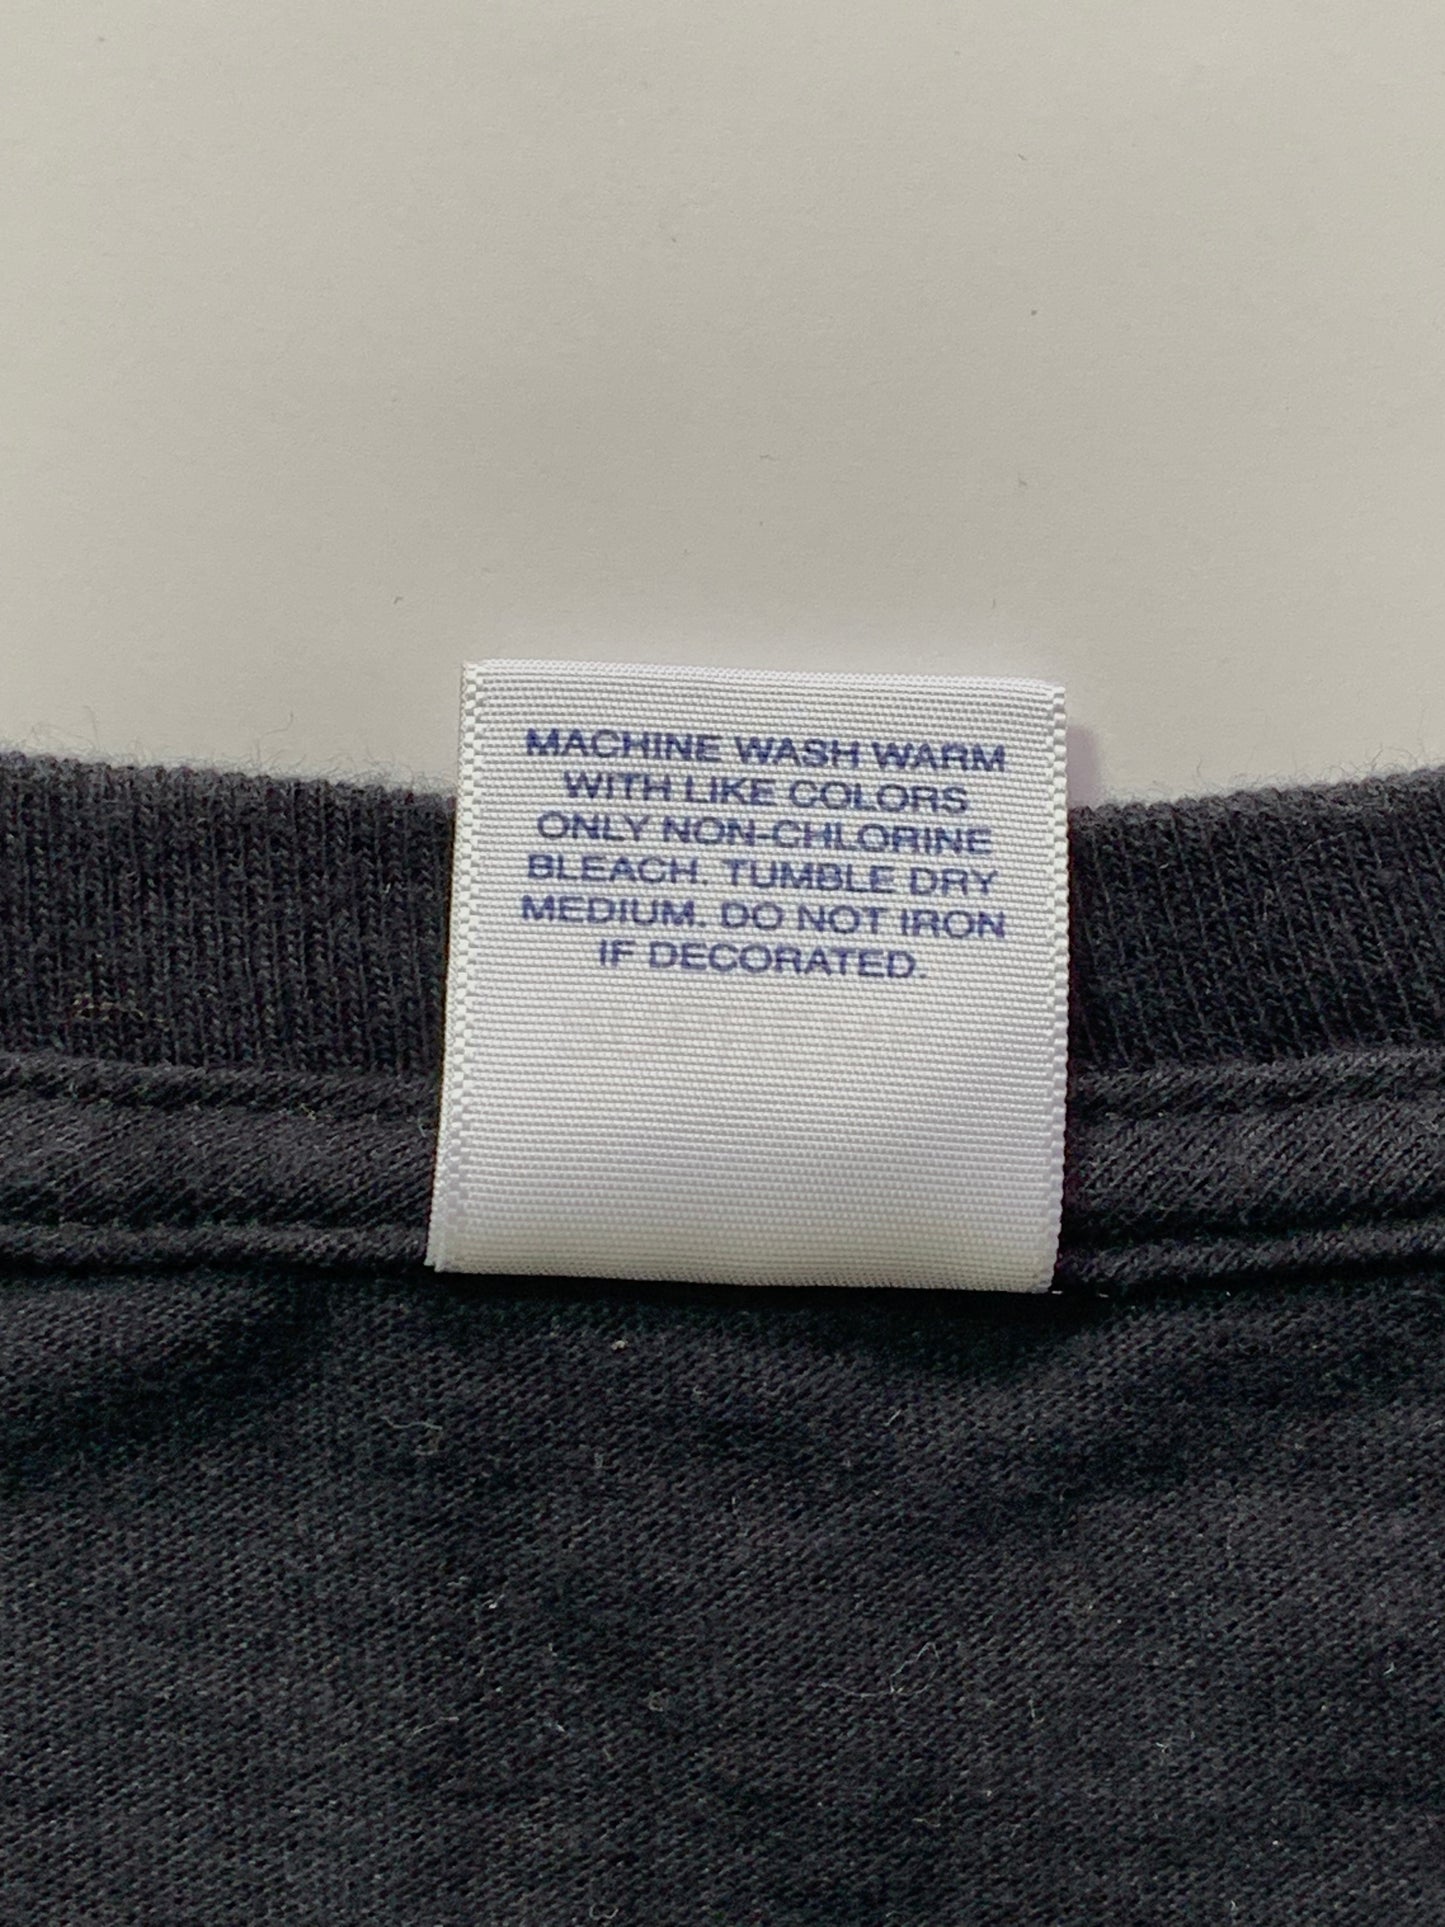 MACHINE WASH WARM
WITH LIKE COLORS
ONLY NON-CHLORINE
BLEACH. TUMBLE DRY
MEDIUM. DO NOT IRON
IF DECORATED.